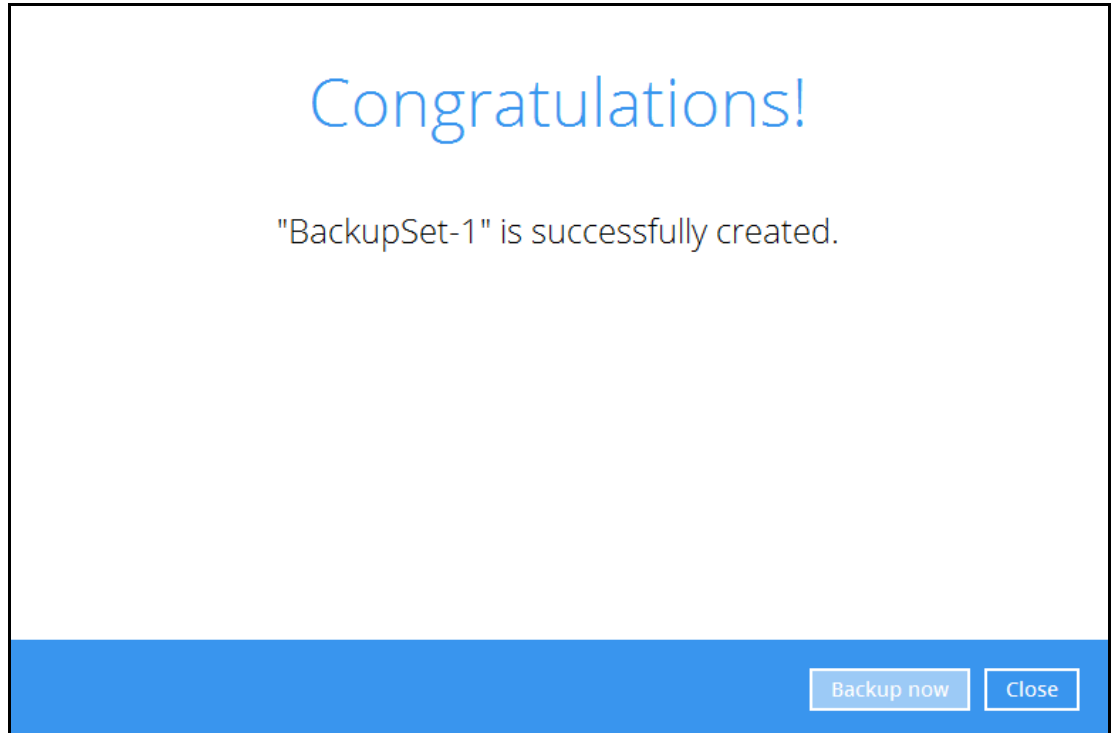 Congratulations!
"BackupSet-1" is successfully created.
Backup now Close